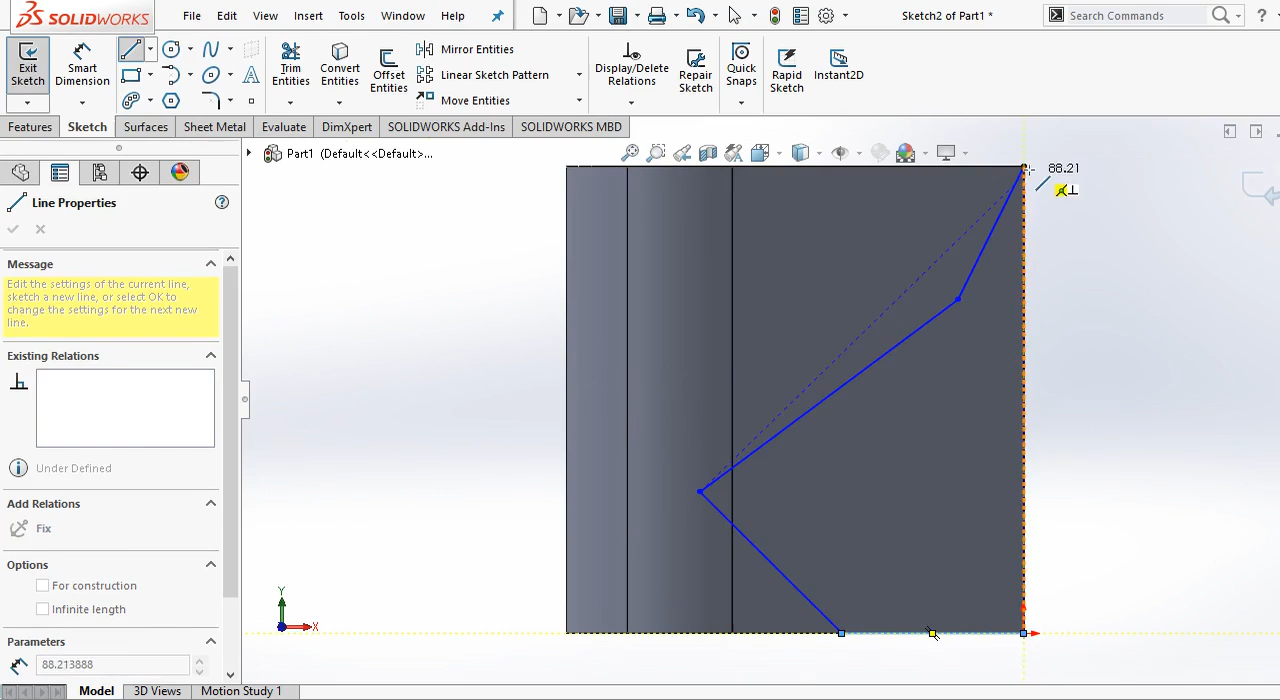 SOLIDWORKS File Edit View Insert Tools Window Help Sketch2 of Part1 * Search Commands ?
Exit Sketch
Smart Dimension
Trim Entities
Convert Entities
Offset Entities
Mirror Entities
Linear Sketch Pattern
Move Entities
Display/Delete Relations
Repair Sketch
Quick Snaps
Rapid Sketch
Instant2D
Features Sketch Surfaces Sheet Metal Evaluate DimXpert SOLIDWORKS Add-Ins SOLIDWORKS MBD
Part1 (Default<<Default>...
88.21
Line Properties
Message
Edit the settings of the current line,
sketch a new line, or select OK to
change the settings for the next new
line.
Existing Relations
Under Defined
Add Relations
Fix
Options
For construction
Infinite length
Parameters
88.213888
Y
X
Model 3D Views Motion Study 1